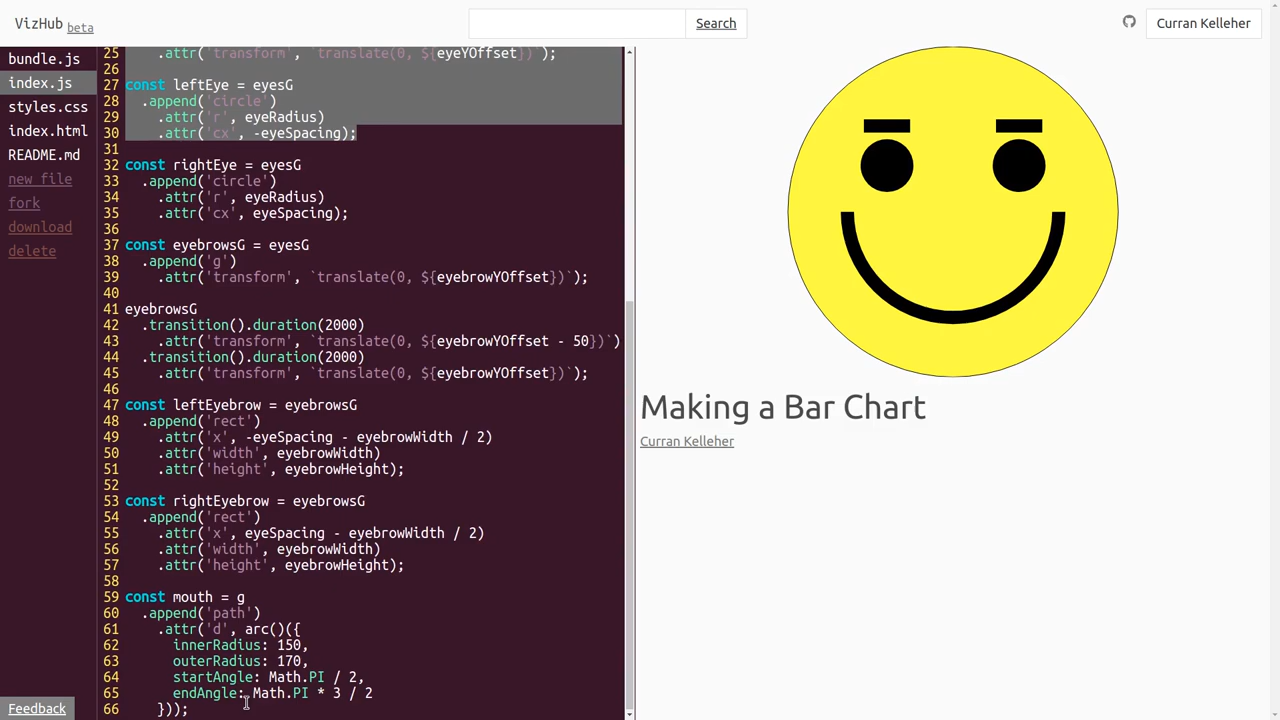 VizHub beta
Search
Curran Kelleher
bundle.js
index.js
styles.css
index.html
README.md
new file
fork
download
delete
Feedback
25 .attr('transform', `translate(0, ${eyeYOffset})`);
26
27 const leftEye = eyesG
28 .append('circle')
29 .attr('r', eyeRadius)
30 .attr('cx', -eyeSpacing);
31
32 const rightEye = eyesG
33 .append('circle')
34 .attr('r', eyeRadius)
35 .attr('cx', eyeSpacing);
36
37 const eyebrowsG = eyesG
38 .append('g')
39 .attr('transform', `translate(0, ${eyebrowYOffset})`);
40
41 eyebrowsG
42 .transition().duration(2000)
43 .attr('transform', `translate(0, ${eyebrowYOffset - 50})`)
44 .transition().duration(2000)
45 .attr('transform', `translate(0, ${eyebrowYOffset})`);
46
47 const leftEyebrow = eyebrowsG
48 .append('rect')
49 .attr('x', -eyeSpacing - eyebrowWidth / 2)
50 .attr('width', eyebrowWidth)
51 .attr('height', eyebrowHeight);
52
53 const rightEyebrow = eyebrowsG
54 .append('rect')
55 .attr('x', eyeSpacing - eyebrowWidth / 2)
56 .attr('width', eyebrowWidth)
57 .attr('height', eyebrowHeight);
58
59 const mouth = g
60 .append('path')
61 .attr('d', arc()({
62 innerRadius: 150,
63 outerRadius: 170,
64 startAngle: Math.PI / 2,
65 endAngle: Math.PI * 3 / 2
66 }));
Making a Bar Chart
Curran Kelleher